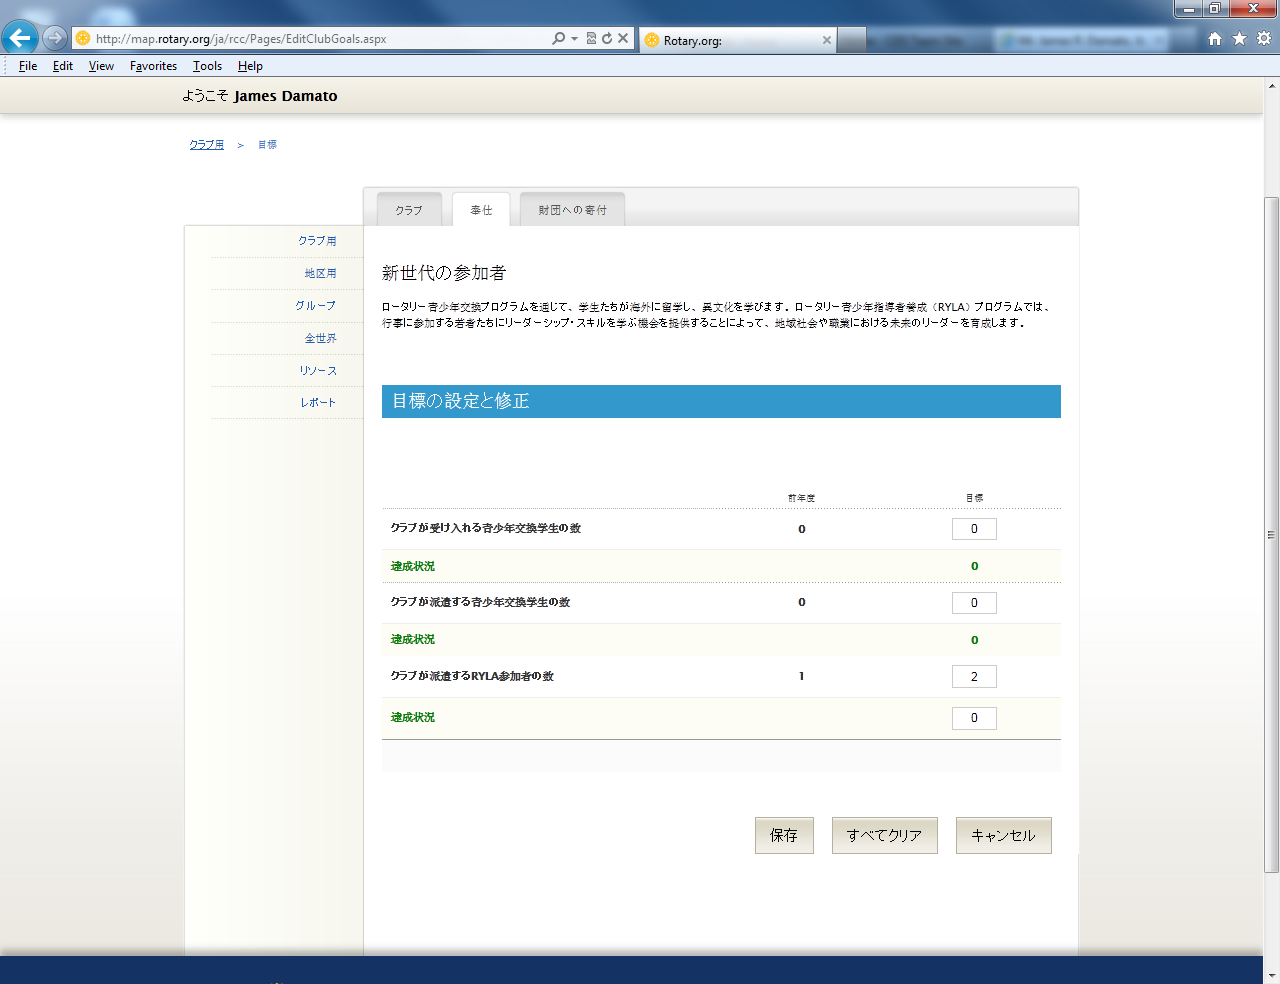 http://map.rotary.org/ja/rcc/Pages/EditClubGoals.aspx
Rotary.org:
File Edit View Favorites Tools Help
ようこそ James Damato
クラブ用 > 目標
クラブ 奉仕 財団への寄付
クラブ用
地区用
グループ
全世界
リソース
レポート
新世代の参加者
ロータリー青少年交換プログラムを通じて、学生たちが海外に留学し、異文化を学びます。ロータリー青少年指導者養成（RYLA）プログラムでは、
行事に参加する若者たちにリーダーシップ・スキルを学ぶ機会を提供することによって、地域社会や職業における未来のリーダーを育成します。
目標の設定と修正
前年度 目標
クラブが受け入れる青少年交換学生の数 0 0
達成状況 0
クラブが派遣する青少年交換学生の数 0 0
達成状況 0
クラブが派遣するRYLA参加者の数 1 2
達成状況 0
保存 すべてクリア キャンセル